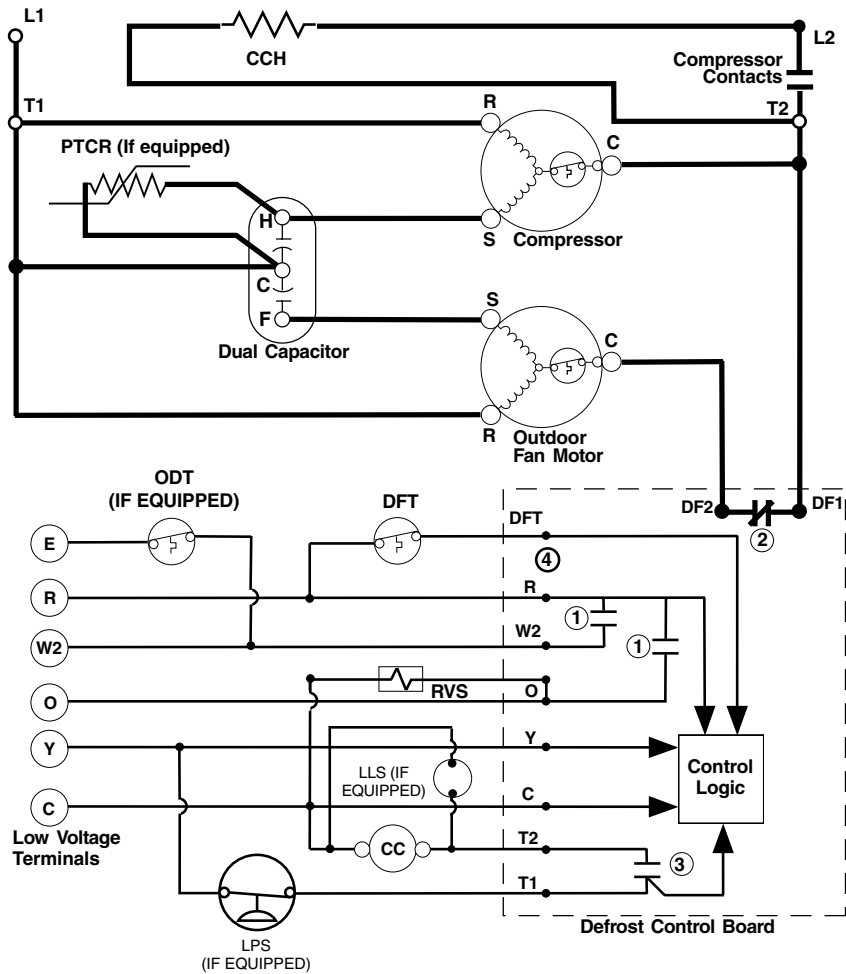 L1
CCH
L2
Compressor
Contacts
T1
T2
R
C
PTCR (If equipped)
H
S
Compressor
C
S
C
F
Dual Capacitor
R
Outdoor
Fan Motor
ODT
(IF EQUIPPED)
DFT
DFT
DF2
DF1
2
E
4
R
R
1
W2
W2
1
RVS
O
O
Y
Y
LLS (IF
EQUIPPED)
Control
Logic
C
C
Low Voltage
Terminals
CC
T2
3
T1
Defrost Control Board
LPS
(IF EQUIPPED)